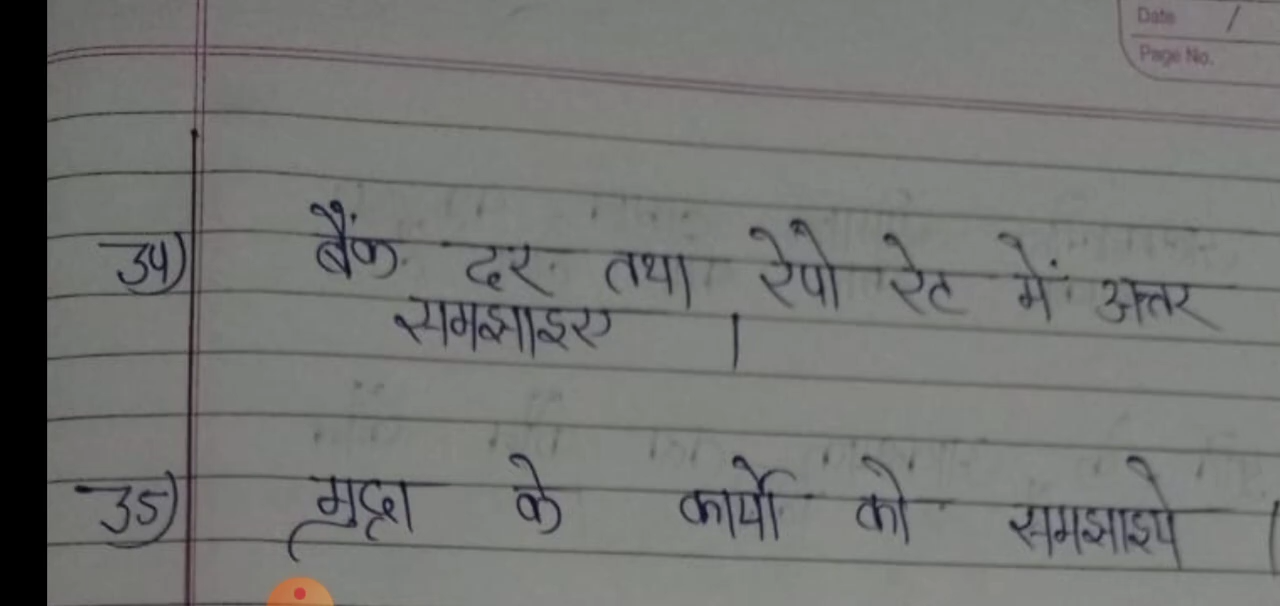 Date /
Page No.
34) बैंक दर तथा रेपो रेट में अन्तर
समझाइए |
35) मुद्रा के कार्यो को समझाइये |